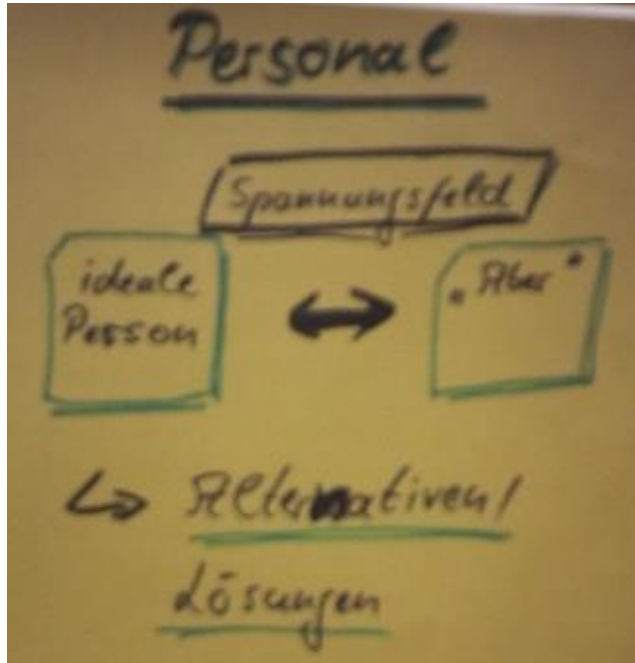 Personal
Spannungsfeld
ideale
Person
„Aber“
Alternativen/
Lösungen